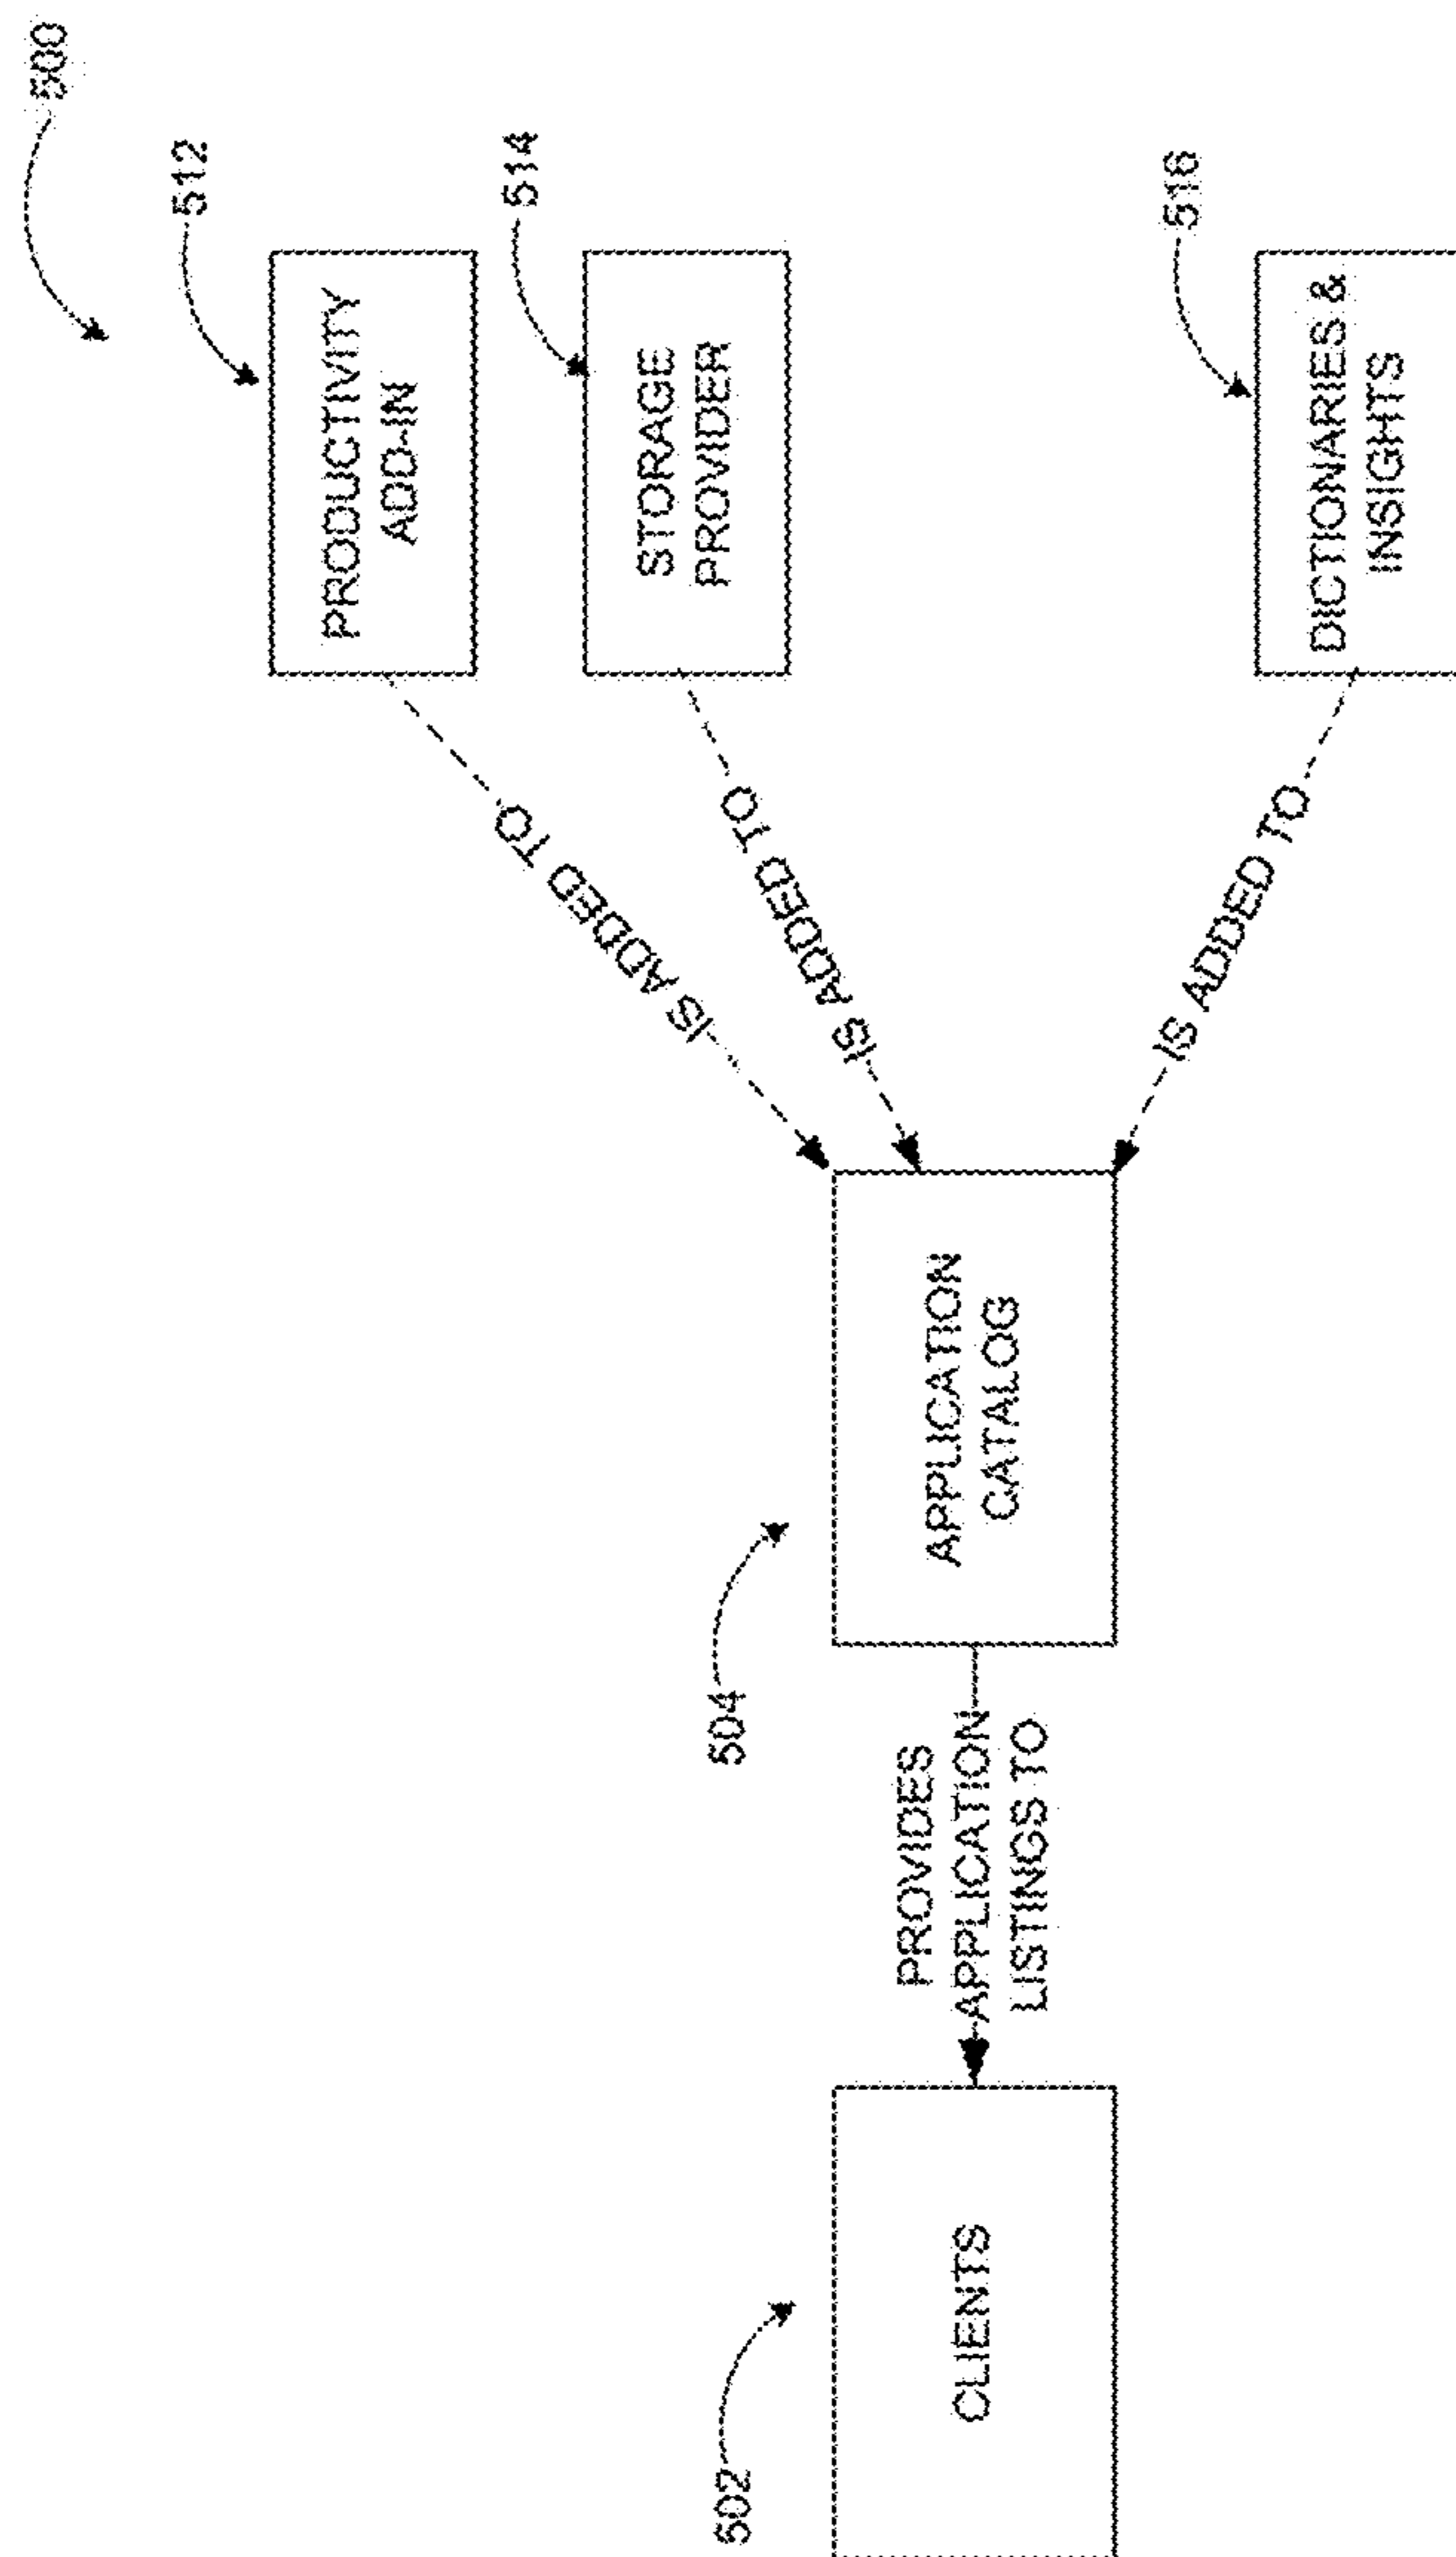 500
512
PRODUCTIVITY
ADD-IN
514
STORAGE
PROVIDER
516
DICTIONARIES &
INSIGHTS
IS ADDED TO
IS ADDED TO
IS ADDED TO
504
APPLICATION
CATALOG
PROVIDES
APPLICATION
LISTINGS TO
502
CLIENTS